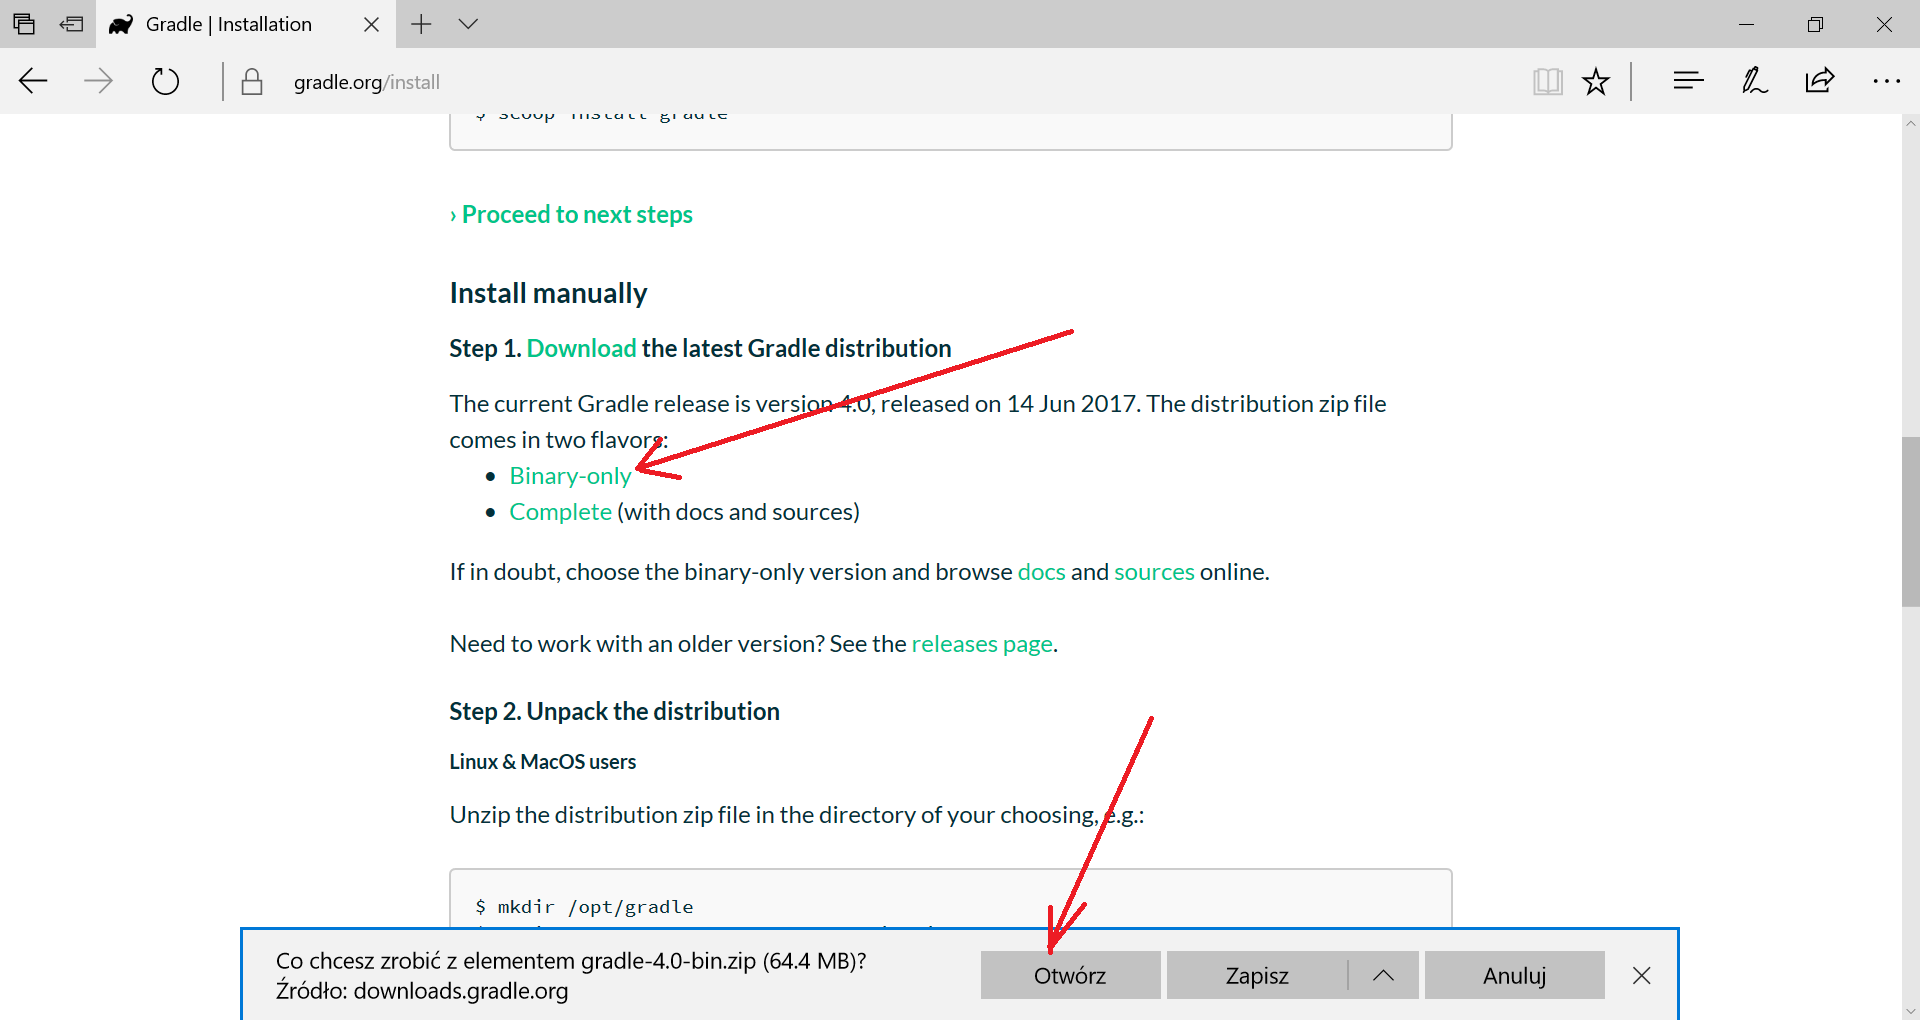 Gradle | Installation
gradle.org/install
$ scoop install gradle
› Proceed to next steps
Install manually
Step 1. Download the latest Gradle distribution
The current Gradle release is version 4.0, released on 14 Jun 2017. The distribution zip file
comes in two flavors:
• Binary-only
• Complete (with docs and sources)
If in doubt, choose the binary-only version and browse docs and sources online.
Need to work with an older version? See the releases page.
Step 2. Unpack the distribution
Linux & MacOS users
Unzip the distribution zip file in the directory of your choosing, e.g.:
$ mkdir /opt/gradle
Co chcesz zrobić z elementem gradle-4.0-bin.zip (64.4 MB)?
Źródło: downloads.gradle.org
Otwórz
Zapisz
Anuluj